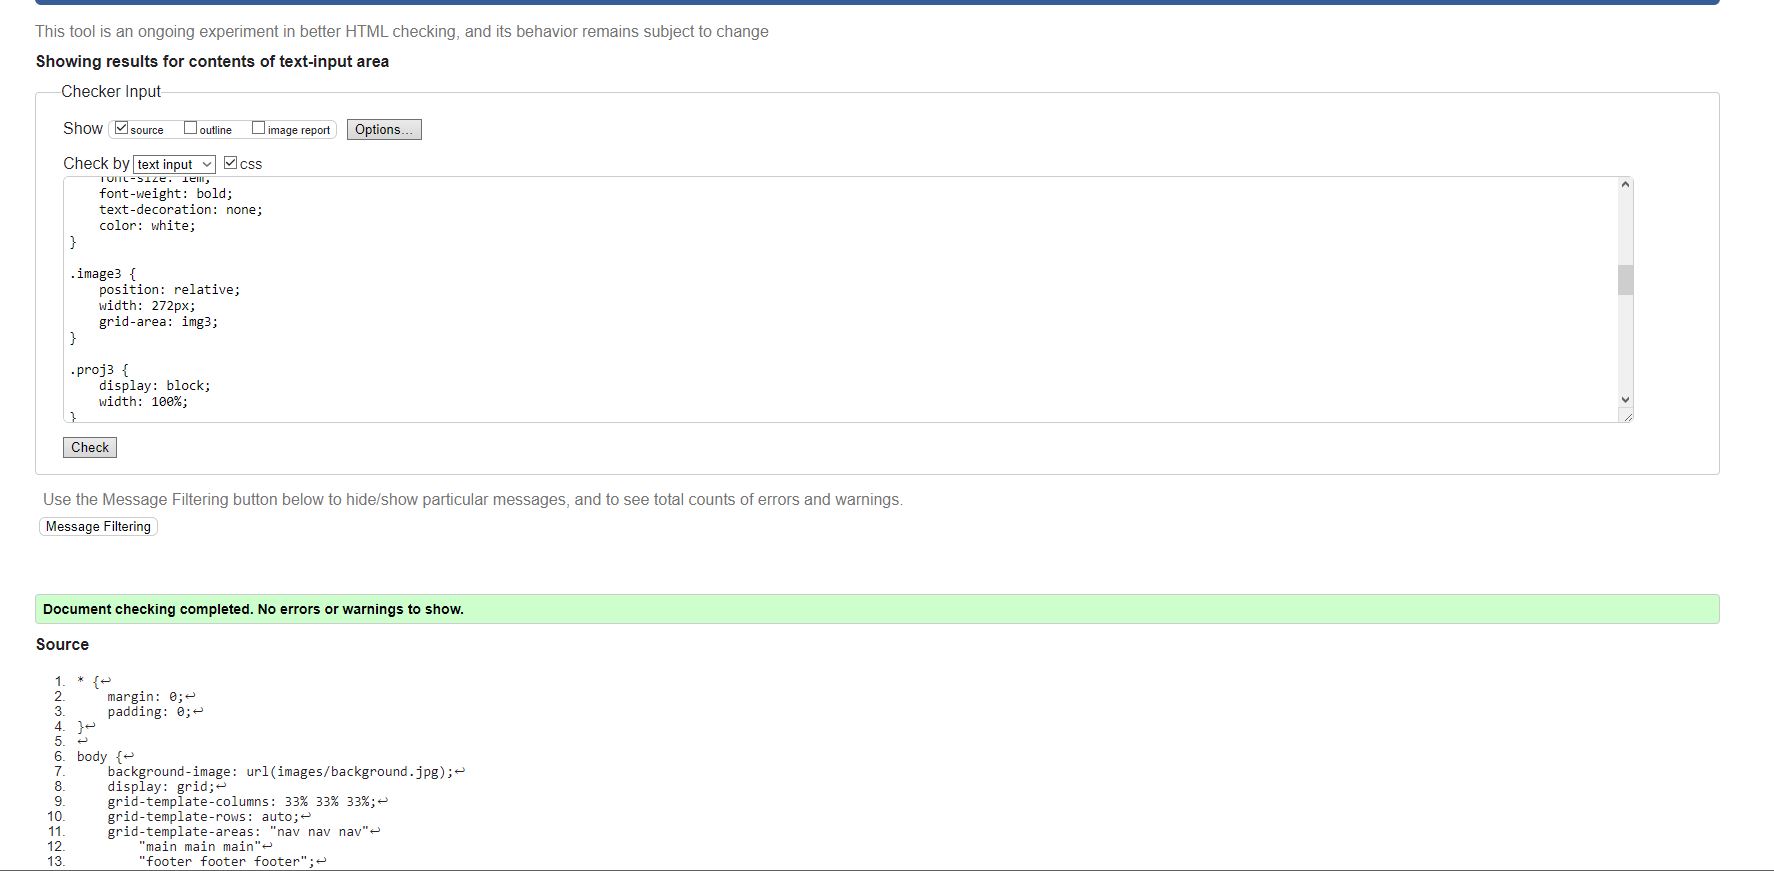 This tool is an ongoing experiment in better HTML checking, and its behavior remains subject to change
Showing results for contents of text-input area
Checker Input
Show source outline image report Options...
Check by text input css
font-size: 1em;
font-weight: bold;
text-decoration: none;
color: white;
}
.image3 {
position: relative;
width: 272px;
grid-area: img3;
}
.proj3 {
display: block;
width: 100%;
}
Check
Use the Message Filtering button below to hide/show particular messages, and to see total counts of errors and warnings.
Message Filtering
Document checking completed. No errors or warnings to show.
Source
1. * {↩
2. margin: 0;↩
3. padding: 0;↩
4. }↩
5. ↩
6. body {↩
7. background-image: url(images/background.jpg);↩
8. display: grid;↩
9. grid-template-columns: 33% 33% 33%;↩
10. grid-template-rows: auto;↩
11. grid-template-areas: "nav nav nav"↩
12. "main main main"↩
13. "footer footer footer";↩